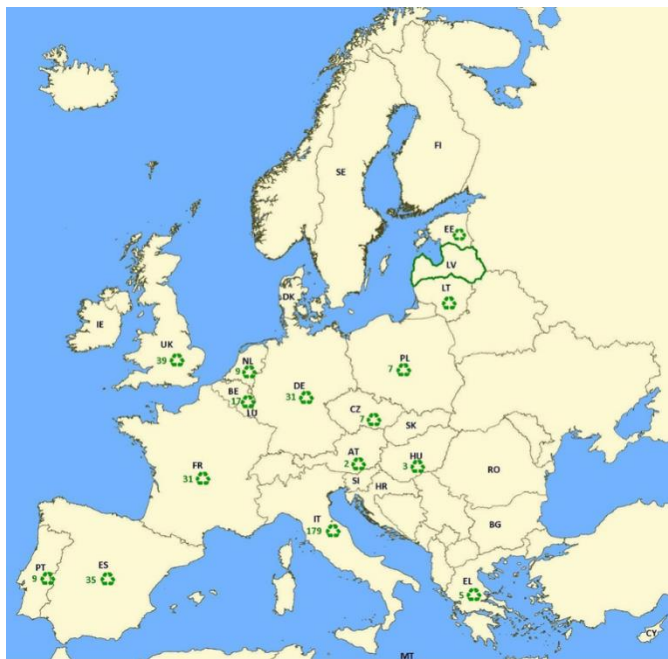 FI
SE
EE
LV
LT
DK
IE
UK
39
NL
9
PL
7
BE
17
LU
DE
31
CZ
7
SK
FR
31
AT
2
HU
3
RO
SI
HR
IT
179
BG
PT
9
ES
35
EL
5
CY
MT